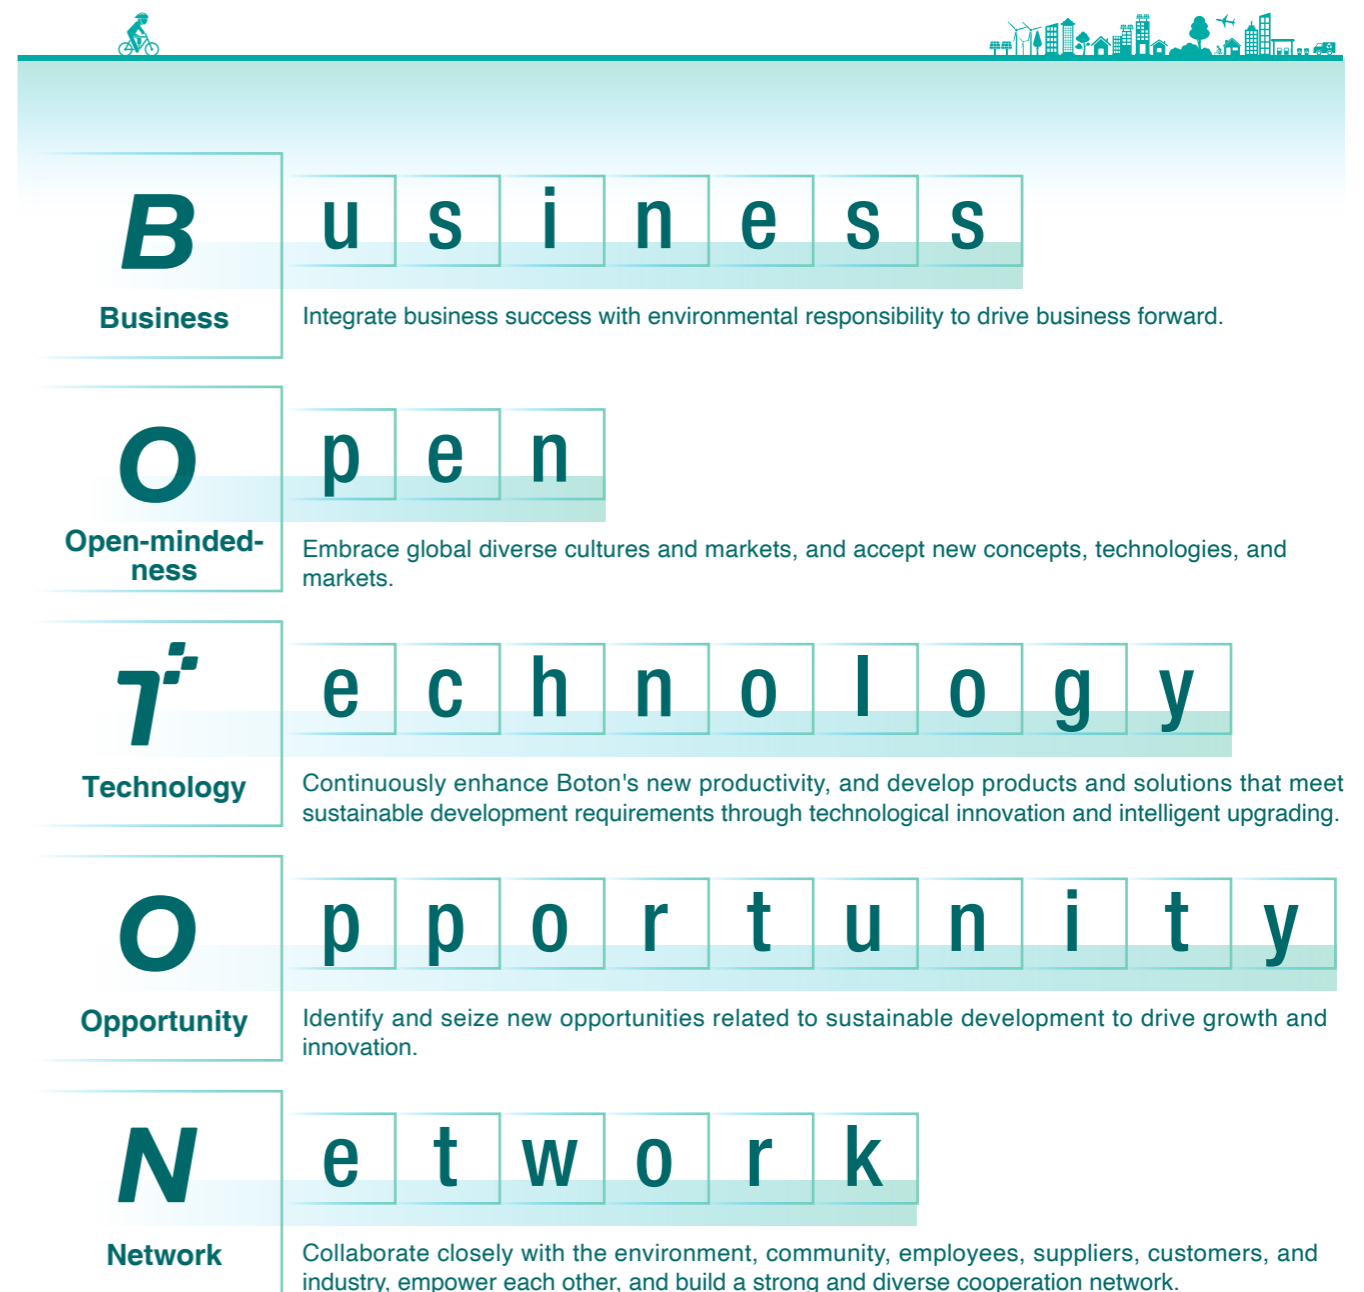 B u s i n e s s
Business
Integrate business success with environmental responsibility to drive business forward.
O p e n
Open-minded-
ness
Embrace global diverse cultures and markets, and accept new concepts, technologies, and
markets.
T e c h n o l o g y
Technology
Continuously enhance Boton's new productivity, and develop products and solutions that meet
sustainable development requirements through technological innovation and intelligent upgrading.
O p p o r t u n i t y
Opportunity
Identify and seize new opportunities related to sustainable development to drive growth and
innovation.
N e t w o r k
Network
Collaborate closely with the environment, community, employees, suppliers, customers, and
industry, empower each other, and build a strong and diverse cooperation network.